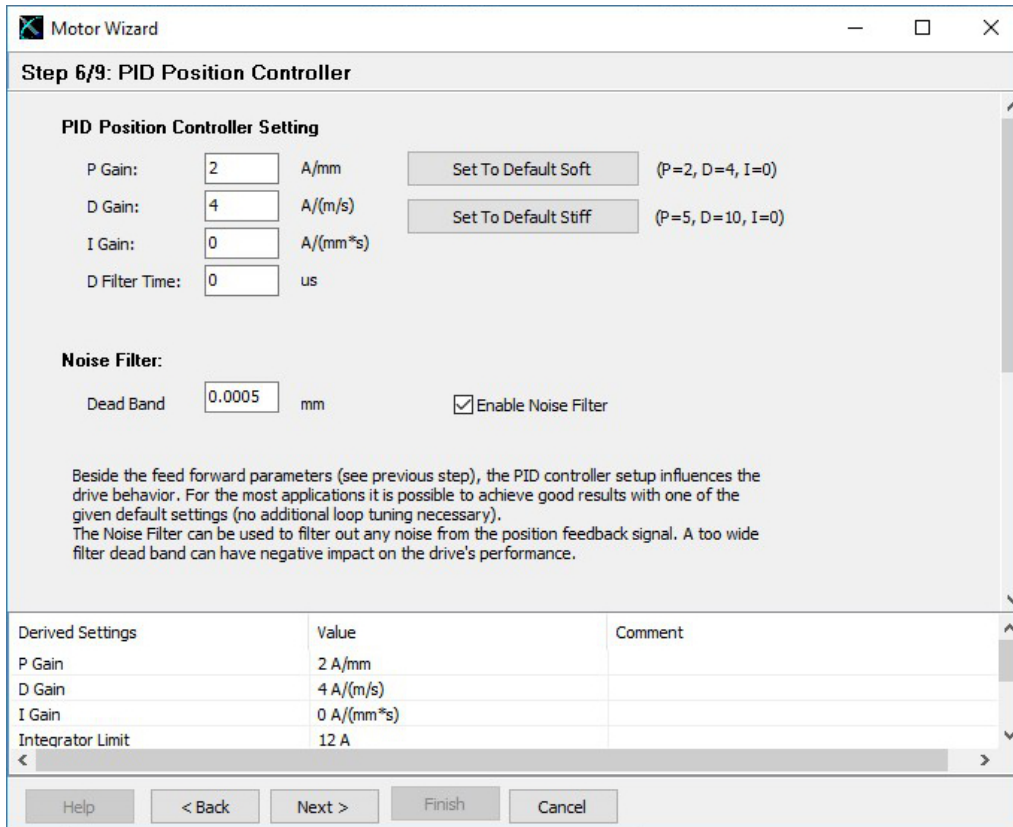 Motor Wizard
Step 6/9: PID Position Controller
PID Position Controller Setting
P Gain: 2 A/mm Set To Default Soft (P=2, D=4, I=0)
D Gain: 4 A/(m/s) Set To Default Stiff (P=5, D=10, I=0)
I Gain: 0 A/(mm*s)
D Filter Time: 0 us
Noise Filter:
Dead Band 0.0005 mm Enable Noise Filter
Beside the feed forward parameters (see previous step), the PID controller setup influences the
drive behavior. For the most applications it is possible to achieve good results with one of the
given default settings (no additional loop tuning necessary).
The Noise Filter can be used to filter out any noise from the position feedback signal. A too wide
filter dead band can have negative impact on the drive's performance.
Derived Settings Value Comment
P Gain 2 A/mm
D Gain 4 A/(m/s)
I Gain 0 A/(mm*s)
Integrator Limit 12 A
Help < Back Next > Finish Cancel